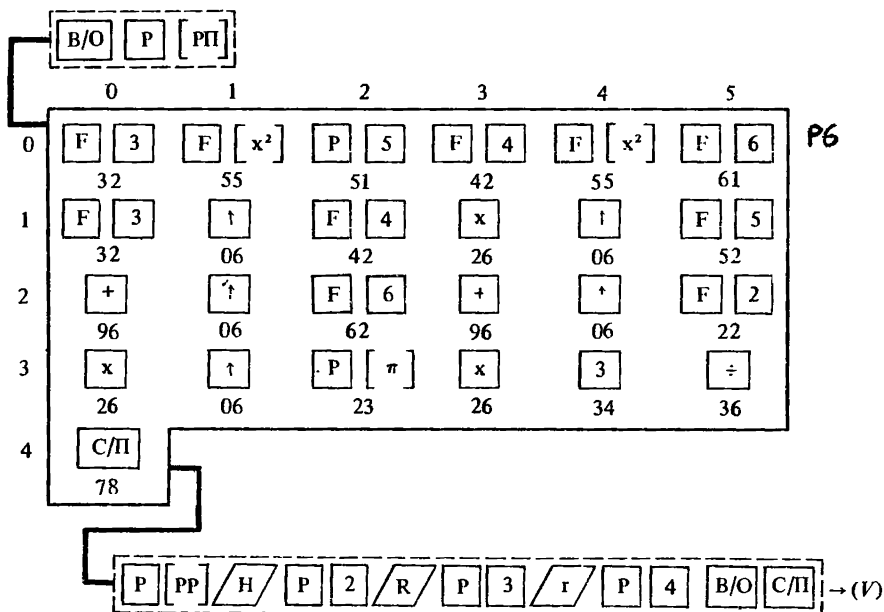 В/О P [РП]
0 1 2 3 4 5
0 F 3 F [x²] P 5 F 4 F [x²] F 6 P6
32 55 51 42 55 61
1 F 3 ↑ F 4 x ↑ F 5
32 06 42 26 06 52
2 + ↑ F 6 + ↑ F 2
96 06 62 96 06 22
3 x ↑ P [π] x 3 ÷
26 06 23 26 34 36
4 С/П
78
P [PP] /H/ P 2 /R/ P 3 /r/ P 4 В/О С/П → (V)